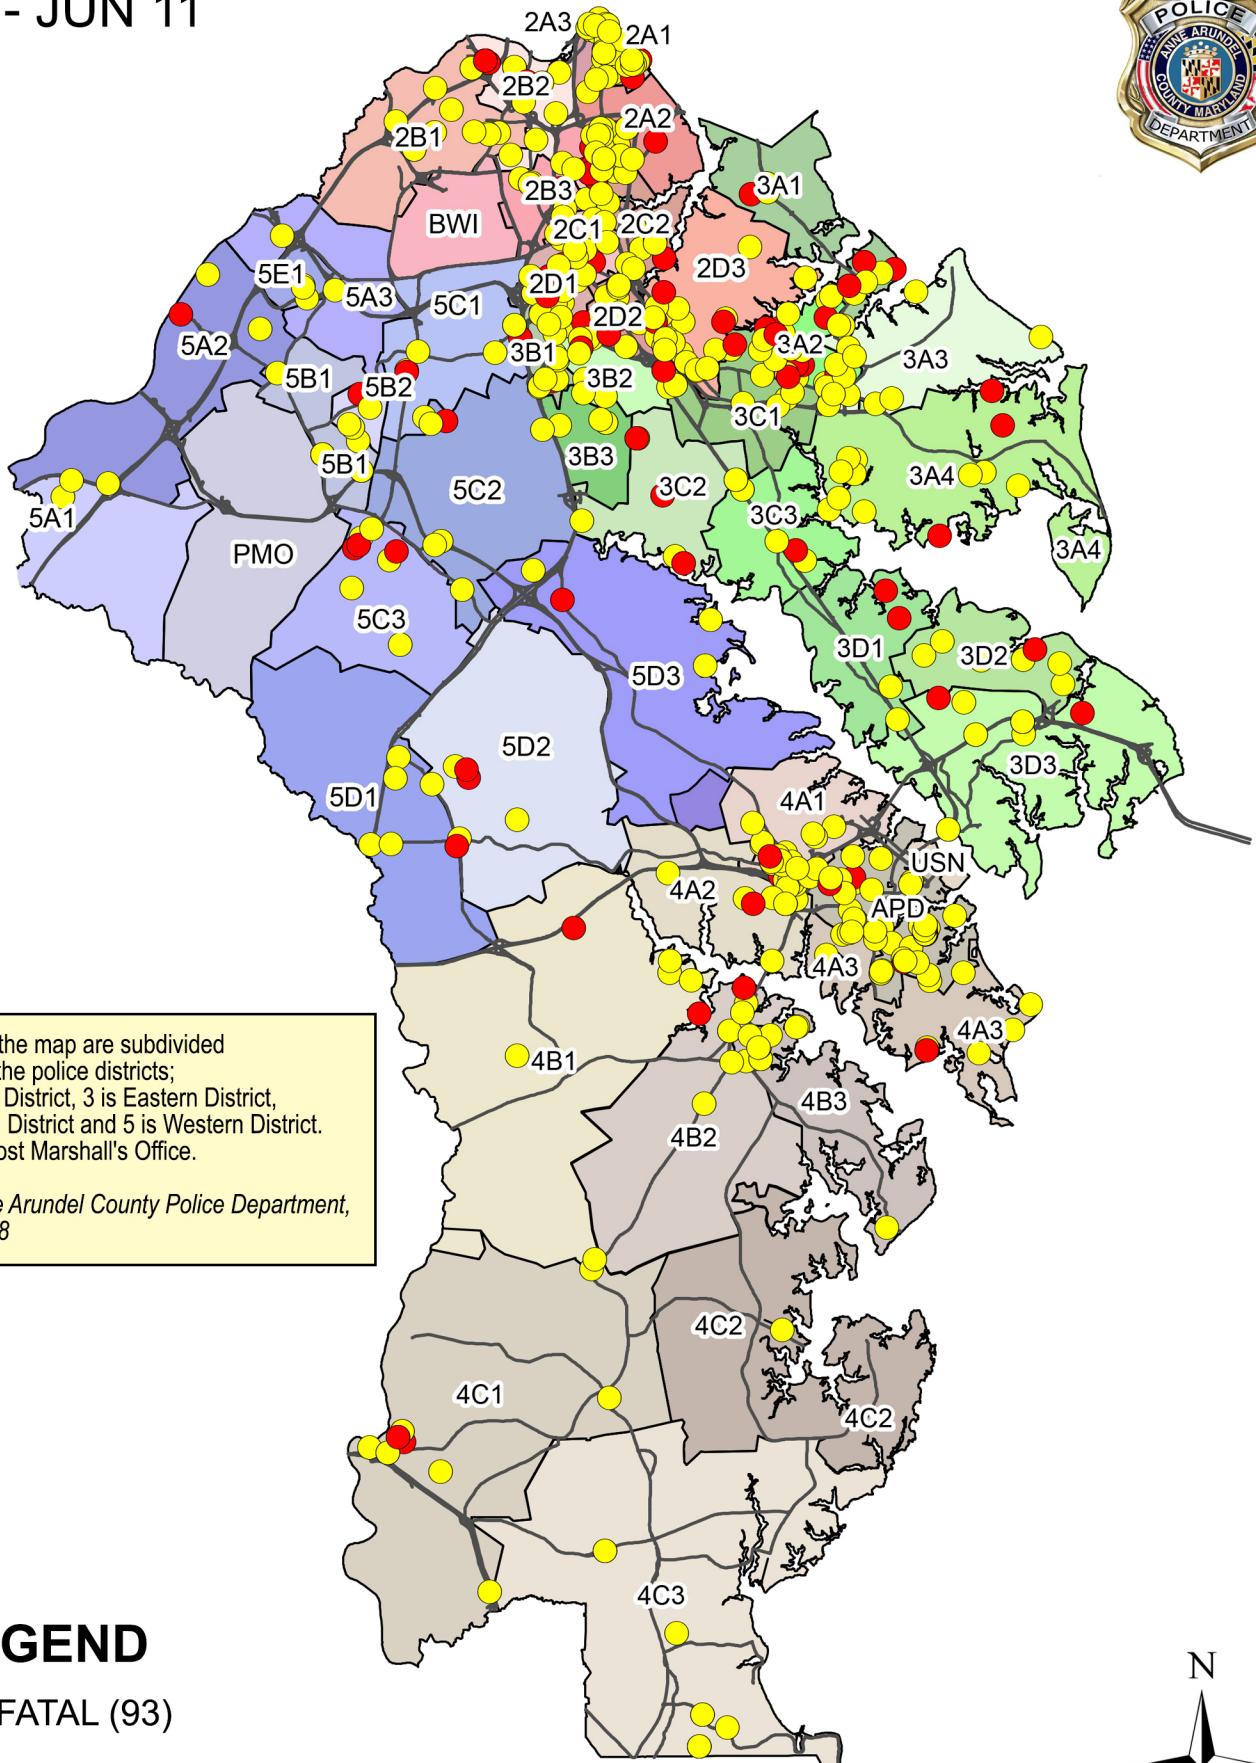 - JUN 11
POLICE
ANNE ARUNDEL
COUNTY MARYLAND
DEPARTMENT
2A3
2A1
2B2
2A2
2B1
3A1
2B3
BWI
2C1
2C2
2D3
5E1
5A3
2D1
5C1
2D2
5A2
3B1
3A2
3A3
5B1
5B2
3B2
3C1
3B3
5B1
3A4
5C2
3C2
5A1
3C3
PMO
3A4
5C3
3D1
3D2
5D3
5D2
3D3
5D1
4A1
USN
4A2
APD
4A3
4A3
4B1
4B3
4B2
4C2
4C1
4C2
4C3
the map are subdivided
the police districts;
District, 3 is Eastern District,
District and 5 is Western District.
ost Marshall's Office.
e Arundel County Police Department,
8
GEND
FATAL (93)
N